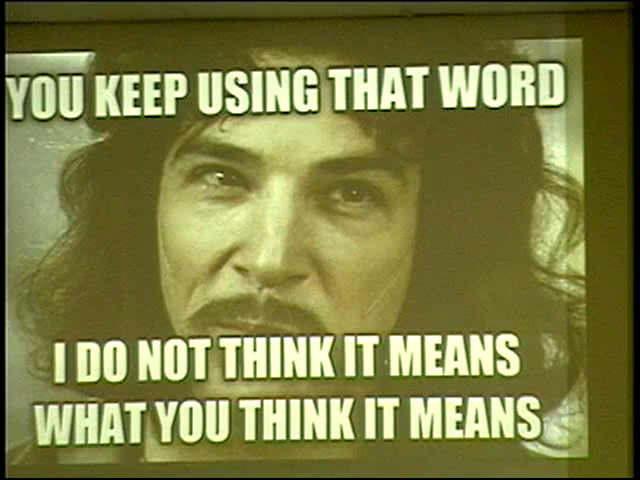 YOU KEEP USING THAT WORD
I DO NOT THINK IT MEANS
WHAT YOU THINK IT MEANS